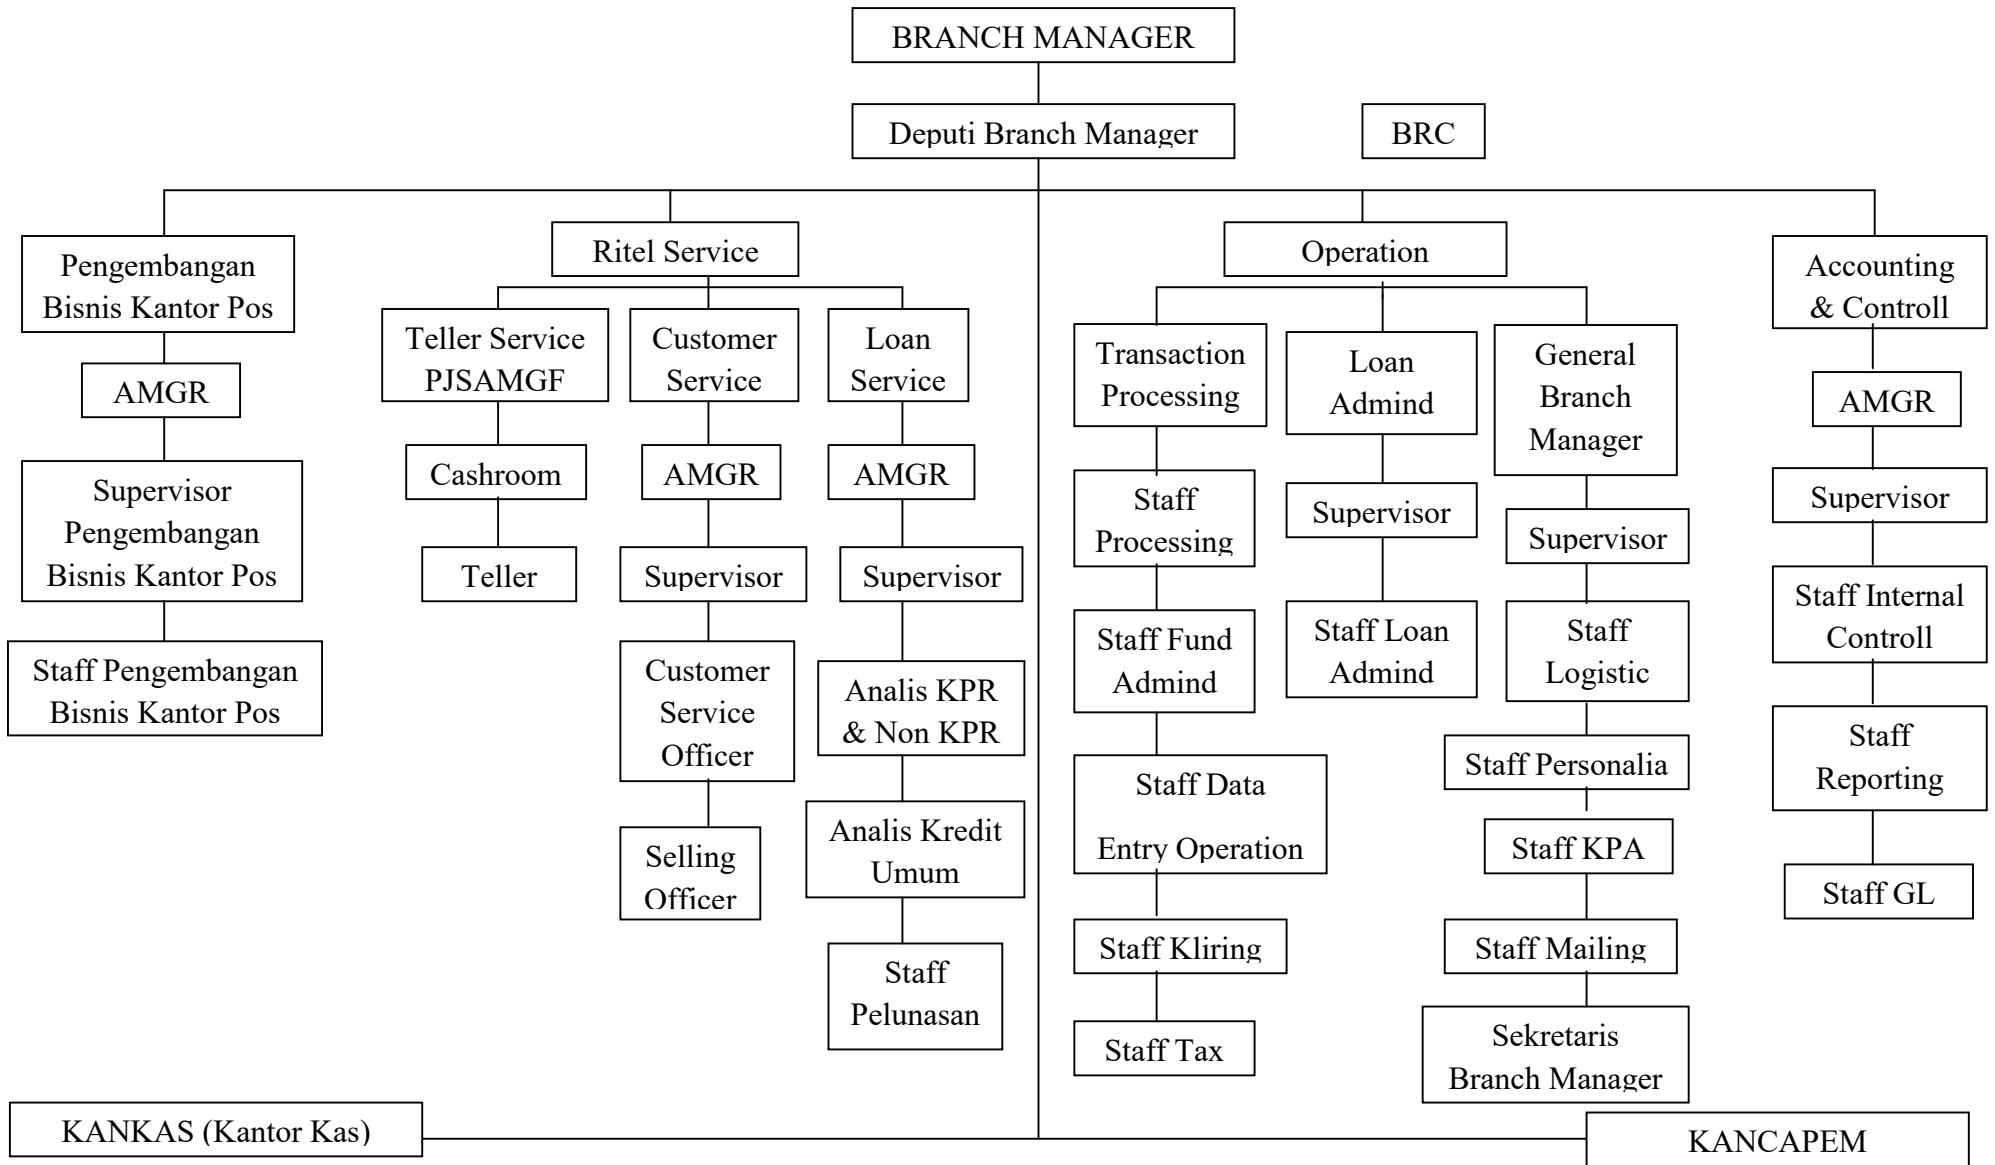 BRANCH MANAGER
Deputi Branch Manager
BRC
Pengembangan
Bisnis Kantor Pos
AMGR
Supervisor
Pengembangan
Bisnis Kantor Pos
Staff Pengembangan
Bisnis Kantor Pos
Ritel Service
Teller Service
PJSAMGF
Cashroom
Teller
Customer
Service
AMGR
Supervisor
Customer
Service
Officer
Selling
Officer
Loan
Service
AMGR
Supervisor
Analis KPR
& Non KPR
Analis Kredit
Umum
Staff
Pelunasan
Operation
Transaction
Processing
Staff
Processing
Staff Fund
Admind
Staff Data
Entry Operation
Staff Kliring
Staff Tax
Loan
Admind
Supervisor
Staff Loan
Admind
General
Branch
Manager
Supervisor
Staff
Logistic
Staff Personalia
Staff KPA
Staff Mailing
Sekretaris
Branch Manager
Accounting
& Controll
AMGR
Supervisor
Staff Internal
Controll
Staff
Reporting
Staff GL
KANKAS (Kantor Kas)
KANCAPEM